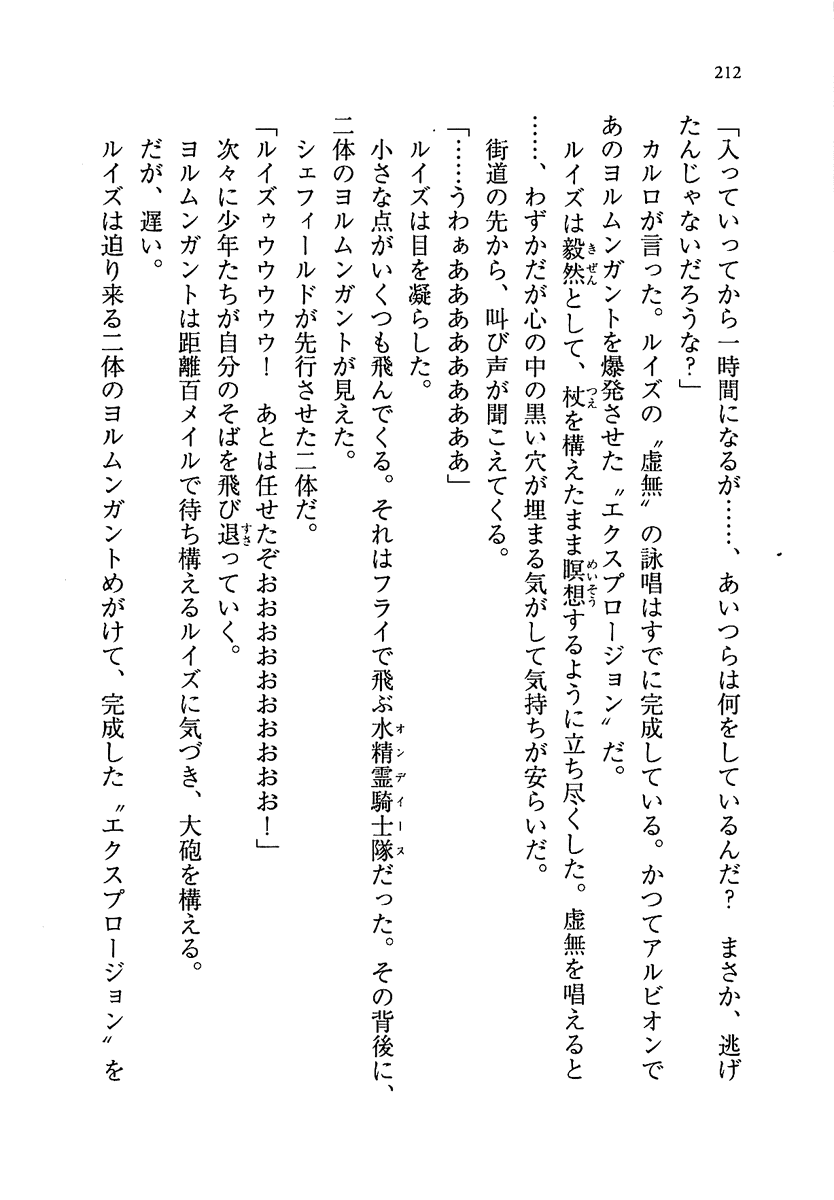 212
「入っていってから一時間になるが……、あいつらは何をしているんだ? まさか、逃げ
たんじゃないだろうな?」
カルロが言った。ルイズの〝虚無〟の詠唱はすでに完成している。かつてアルビオンで
あのヨルムンガントを爆発させた〝エクスプロージョン〟だ。
ルイズは毅然として、杖を構えたまま瞑想するように立ち尽くした。虚無を唱えると
……、わずかだが心の中の黒い穴が埋まる気がして気持ちが安らいだ。
街道の先から、叫び声が聞こえてくる。
「……うわぁあああああああああ」
ルイズは目を凝らした。
小さな点がいくつも飛んでくる。それはフライで飛ぶ水精霊騎士隊だった。その背後に、
二体のヨルムンガントが見えた。
シェフィールドが先行させた二体だ。
「ルイズゥウウウウウ! あとは任せたぞおおおおおおおおおお!」
次々に少年たちが自分のそばを飛び退っていく。
ヨルムンガントは距離百メイルで待ち構えるルイズに気づき、大砲を構える。
だが、遅い。
ルイズは迫り来る二体のヨルムンガントめがけて、完成した〝エクスプロージョン〟を